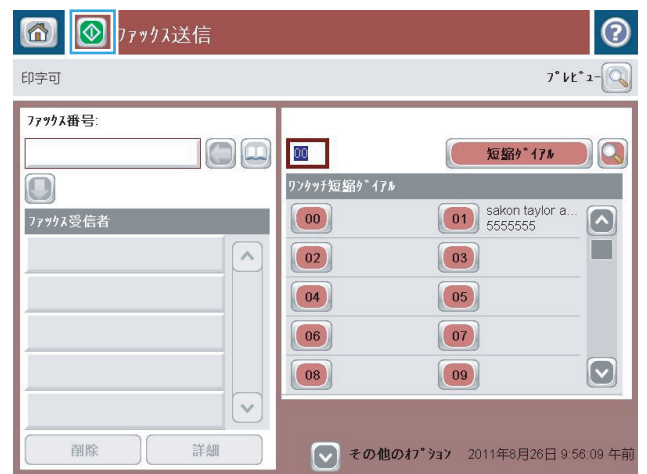 ﾌｧｯｸｽ送信
?
印字可
ﾌﾟﾚﾋﾞｭｰ
ﾌｧｯｸｽ番号:
00
短縮ﾀﾞｲｱﾙ
ﾜﾝﾀｯﾁ短縮ﾀﾞｲｱﾙ
ﾌｧｯｸｽ受信者
00
01 sakon taylor a...
5555555
02 03
04 05
06 07
08 09
削除 詳細
その他のｵﾌﾟｼｮﾝ 2011年8月26日 9:56:09 午前